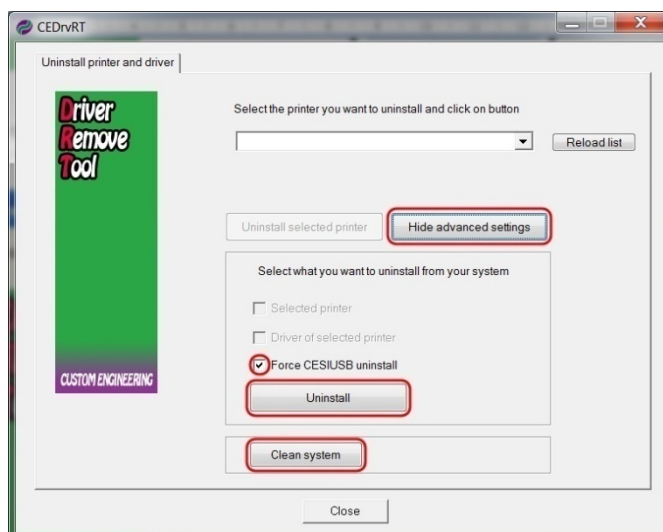 CEDrvRT
Uninstall printer and driver
Driver
Remove
Tool
CUSTOM ENGINEERING
Select the printer you want to uninstall and click on button
Reload list
Uninstall selected printer
Hide advanced settings
Select what you want to uninstall from your system
Selected printer
Driver of selected printer
Force CESIUSB uninstall
Uninstall
Clean system
Close